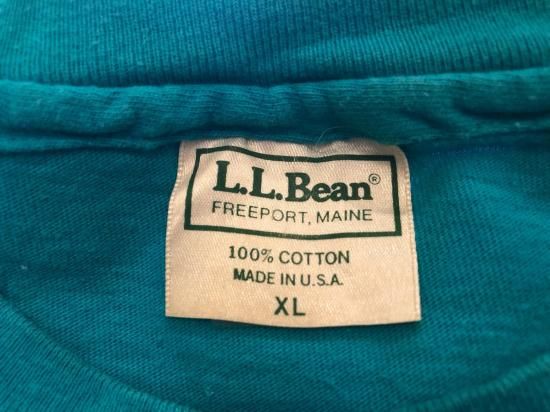 L.L.Bean®
FREEPORT, MAINE
100% COTTON
MADE IN U.S.A.
XL